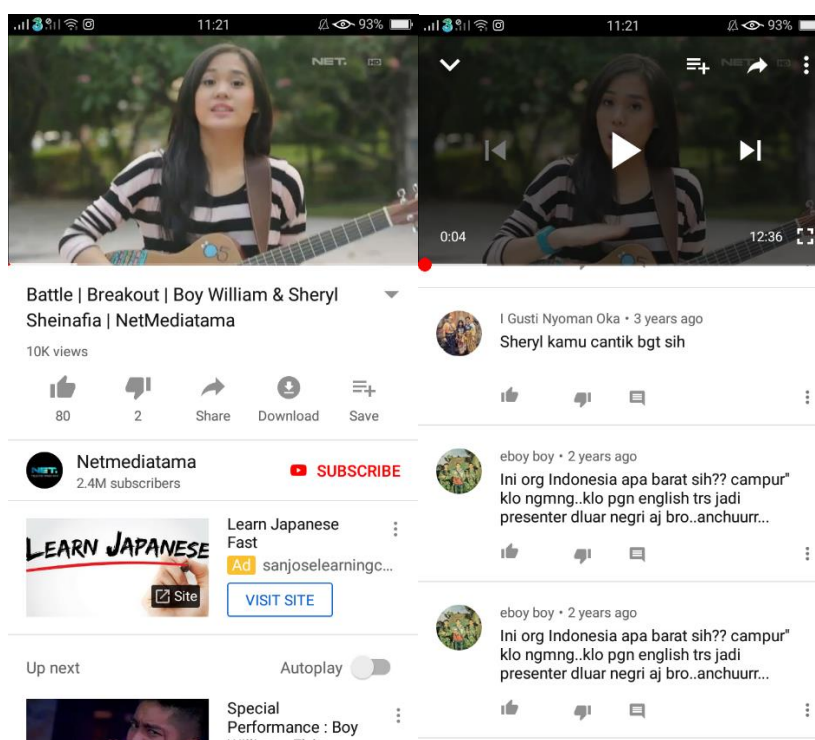 11:21
93%
NET. HD
Battle | Breakout | Boy William & Sheryl
Sheinafia | NetMediatama
10K views
80
2
Share
Download
Save
NET.
Netmediatama
2.4M subscribers
SUBSCRIBE
LEARN JAPANESE
Site
Learn Japanese
Fast
Ad sanjoselearningc...
VISIT SITE
Up next
Autoplay
Special
Performance : Boy
11:21
93%
NET. HD
0:04
12:36
I Gusti Nyoman Oka • 3 years ago
Sheryl kamu cantik bgt sih
eboy boy • 2 years ago
Ini org Indonesia apa barat sih?? campur"
klo ngmng..klo pgn english trs jadi
presenter dluar negri aj bro..anchuurr...
eboy boy • 2 years ago
Ini org Indonesia apa barat sih?? campur"
klo ngmng..klo pgn english trs jadi
presenter dluar negri aj bro..anchuurr...